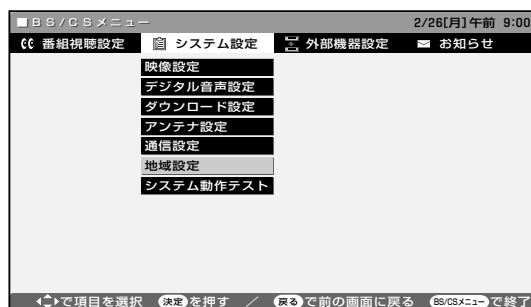 ■BS/CSメニュー 2/26[月]午前 9:00
番組視聴設定 システム設定 外部機器設定 お知らせ
映像設定
デジタル音声設定
ダウンロード設定
アンテナ設定
通信設定
地域設定
システム動作テスト
で項目を選択 決定を押す / 戻るで前の画面に戻る BS/CSメニューで終了